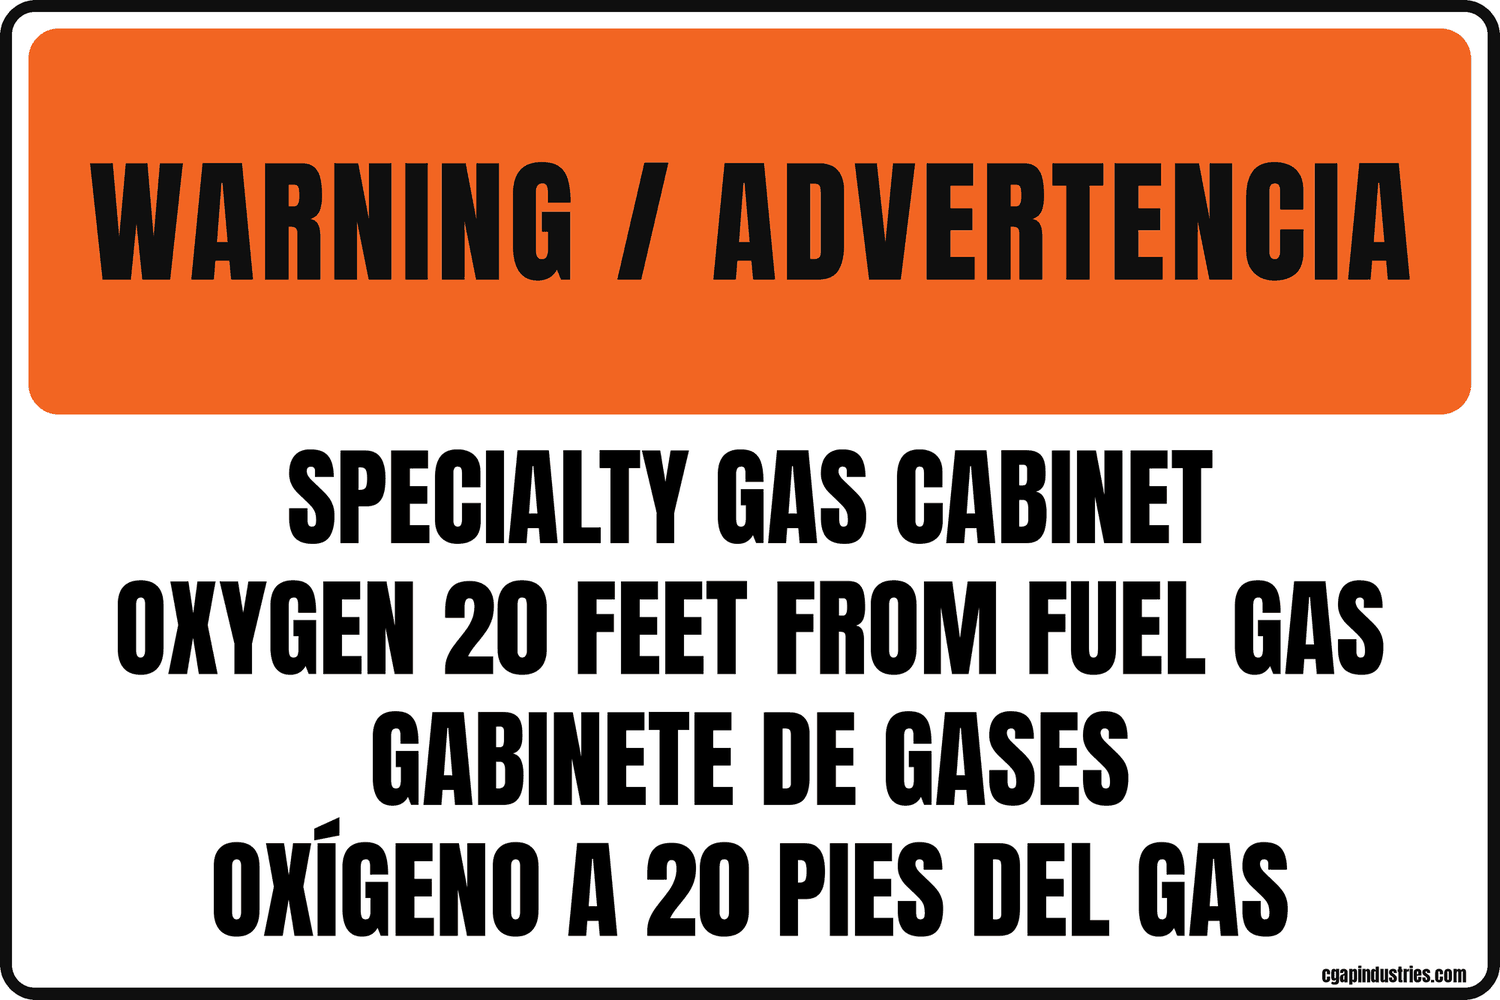 WARNING / ADVERTENCIA
SPECIALTY GAS CABINET
OXYGEN 20 FEET FROM FUEL GAS
GABINETE DE GASES
OXÍGENO A 20 PIES DEL GAS
cgapindustries.com